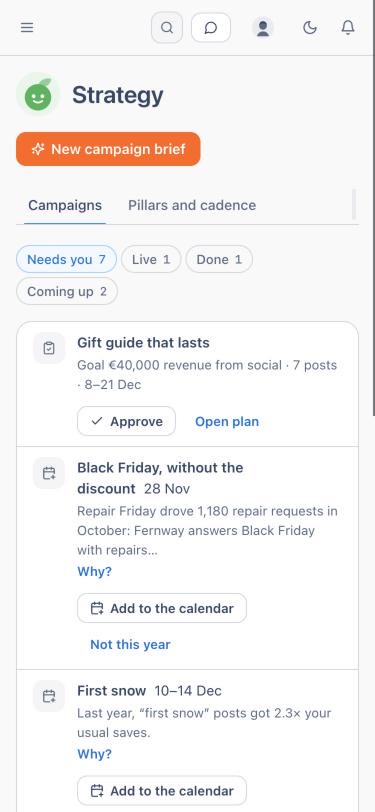 Strategy
New campaign brief
Campaigns
Pillars and cadence
Needs you 7
Live 1
Done 1
Coming up 2
Gift guide that lasts
Goal €40,000 revenue from social · 7 posts
· 8–21 Dec
Approve
Open plan
Black Friday, without the
discount 28 Nov
Repair Friday drove 1,180 repair requests in
October: Fernway answers Black Friday
with repairs…
Why?
Add to the calendar
Not this year
First snow 10–14 Dec
Last year, “first snow” posts got 2.3× your
usual saves.
Why?
Add to the calendar